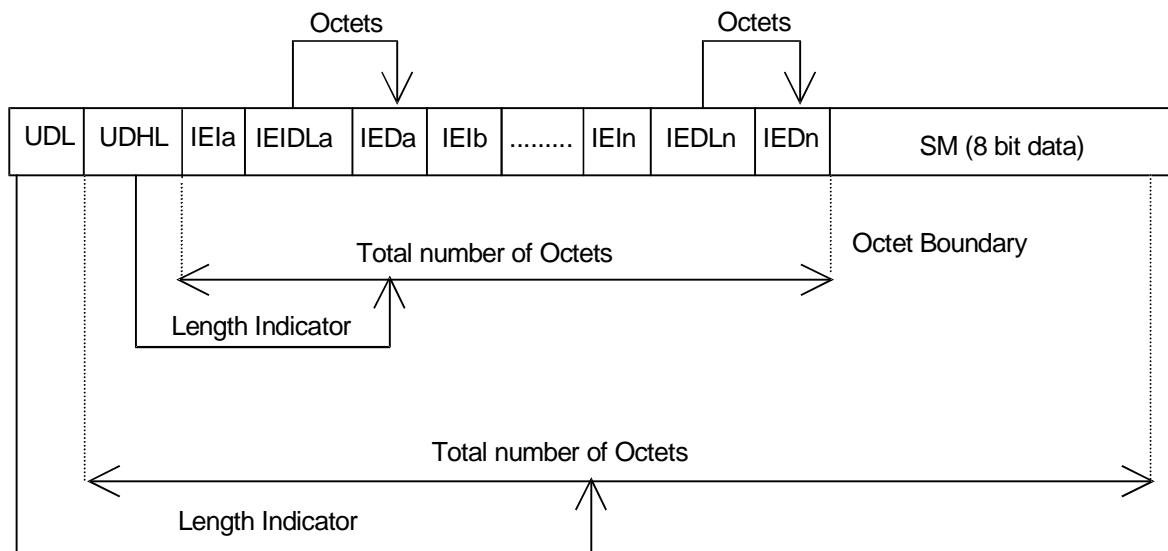 Octets Octets
UDL UDHL IEIa IEIDLa IEDa IEIb ......... IEIn IEDLn IEDn SM (8 bit data)
Octet Boundary
Total number of Octets
Length Indicator
Total number of Octets
Length Indicator